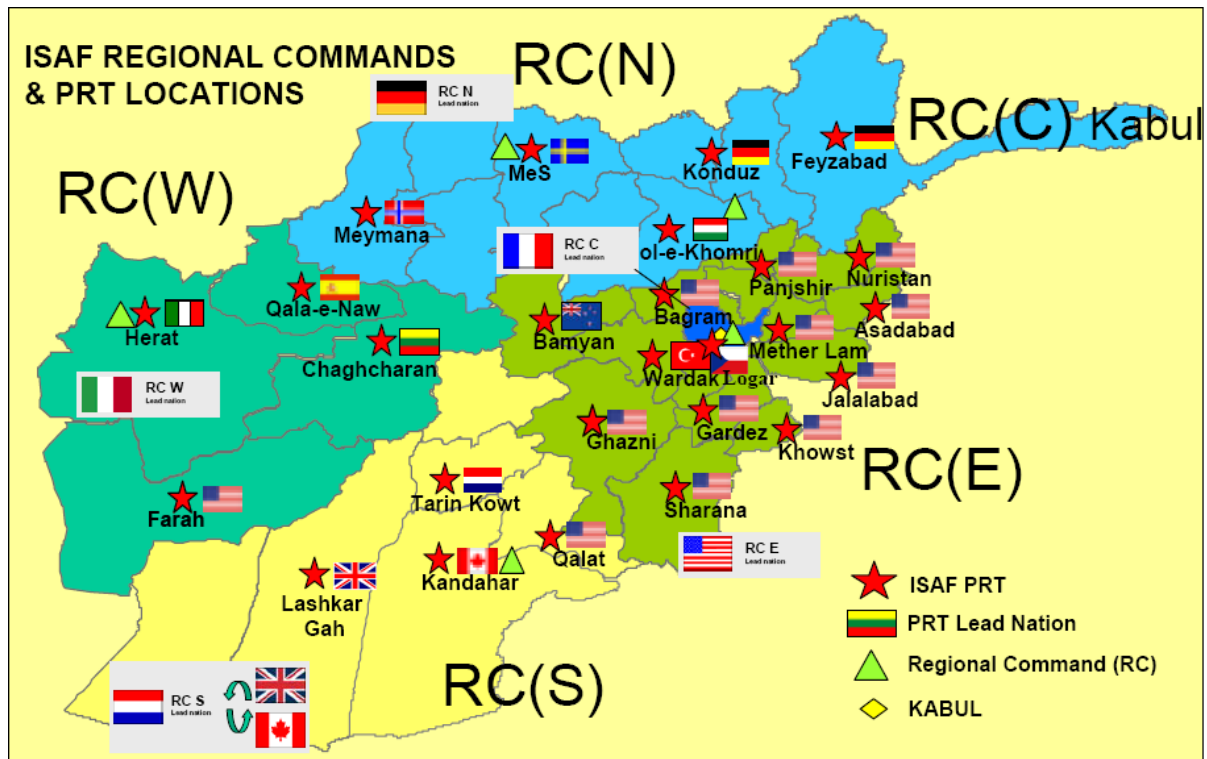 ISAF REGIONAL COMMANDS
& PRT LOCATIONS
RC(N)
RC N
Lead nation
RC(C) Kabul
RC(W)
MeS
Konduz
Feyzabad
Meymana
RC C
Lead nation
ol-e-Khomri
Panjshir
Nuristan
Qala-e-Naw
Herat
Bagram
Asadabad
Bamyan
Mether Lam
Chaghcharan
Wardak
Logar
Jalalabad
RC W
Lead nation
Ghazni
Gardez
Khowst
RC(E)
Tarin Kowt
Sharana
Farah
Qalat
RC E
Lead nation
Kandahar
Lashkar
Gah
RC(S)
RC S
Lead nation
ISAF PRT
PRT Lead Nation
Regional Command (RC)
KABUL